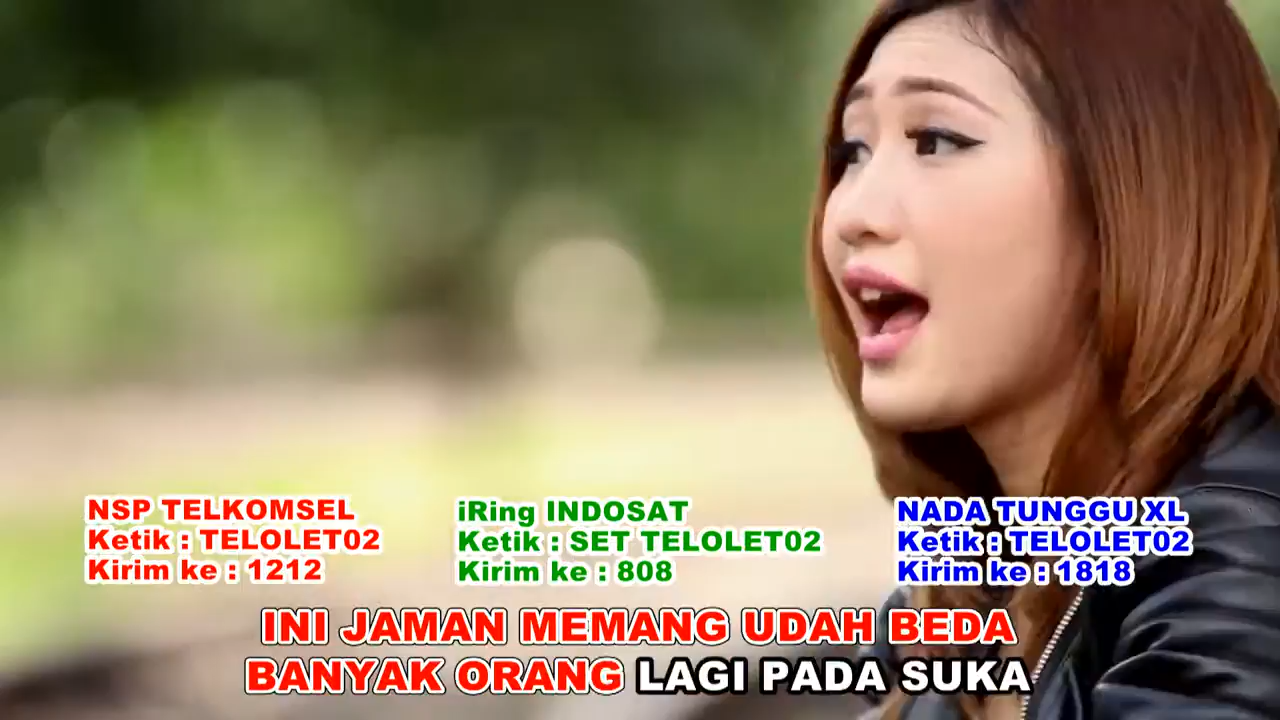 NSP TELKOMSEL
Ketik : TELOLET02
Kirim ke : 1212
iRing INDOSAT
Ketik : SET TELOLET02
Kirim ke : 808
NADA TUNGGU XL
Ketik : TELOLET02
Kirim ke : 1818
INI JAMAN MEMANG UDAH BEDA
BANYAK ORANG LAGI PADA SUKA